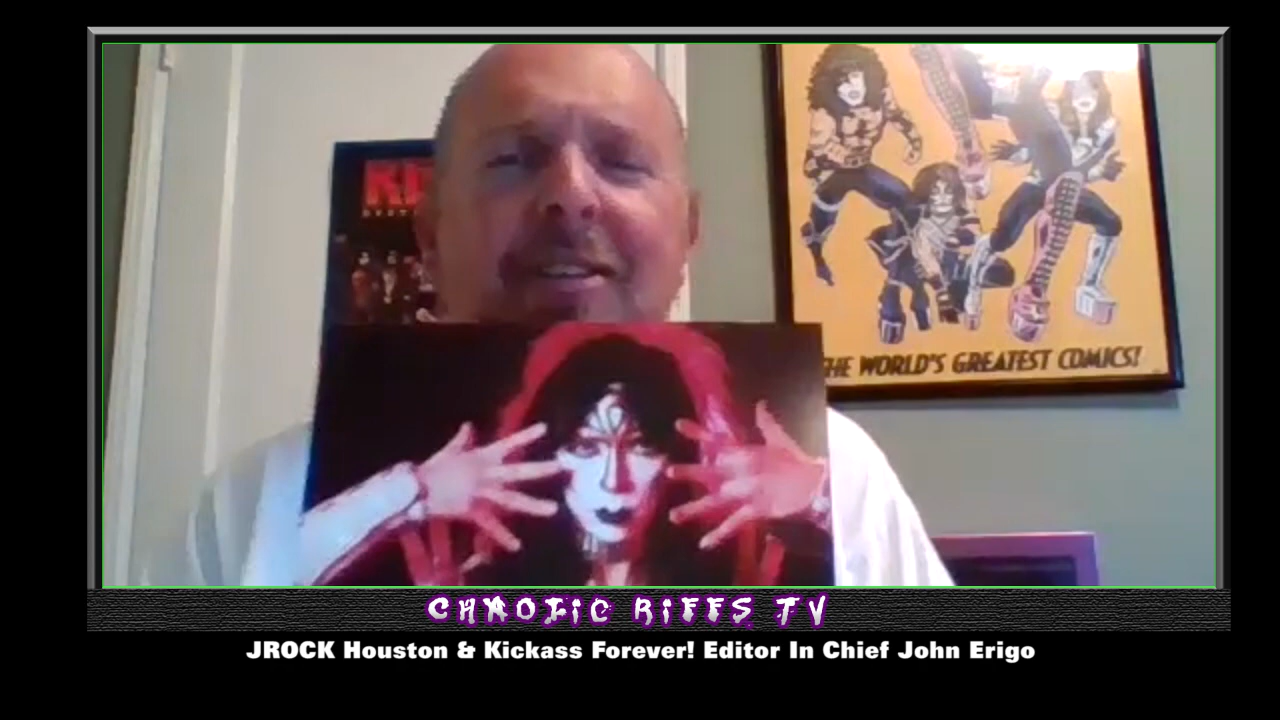 THE WORLD'S GREATEST COMICS!
CHAOTIC RIFFS TV
JROCK Houston & Kickass Forever! Editor In Chief John Erigo